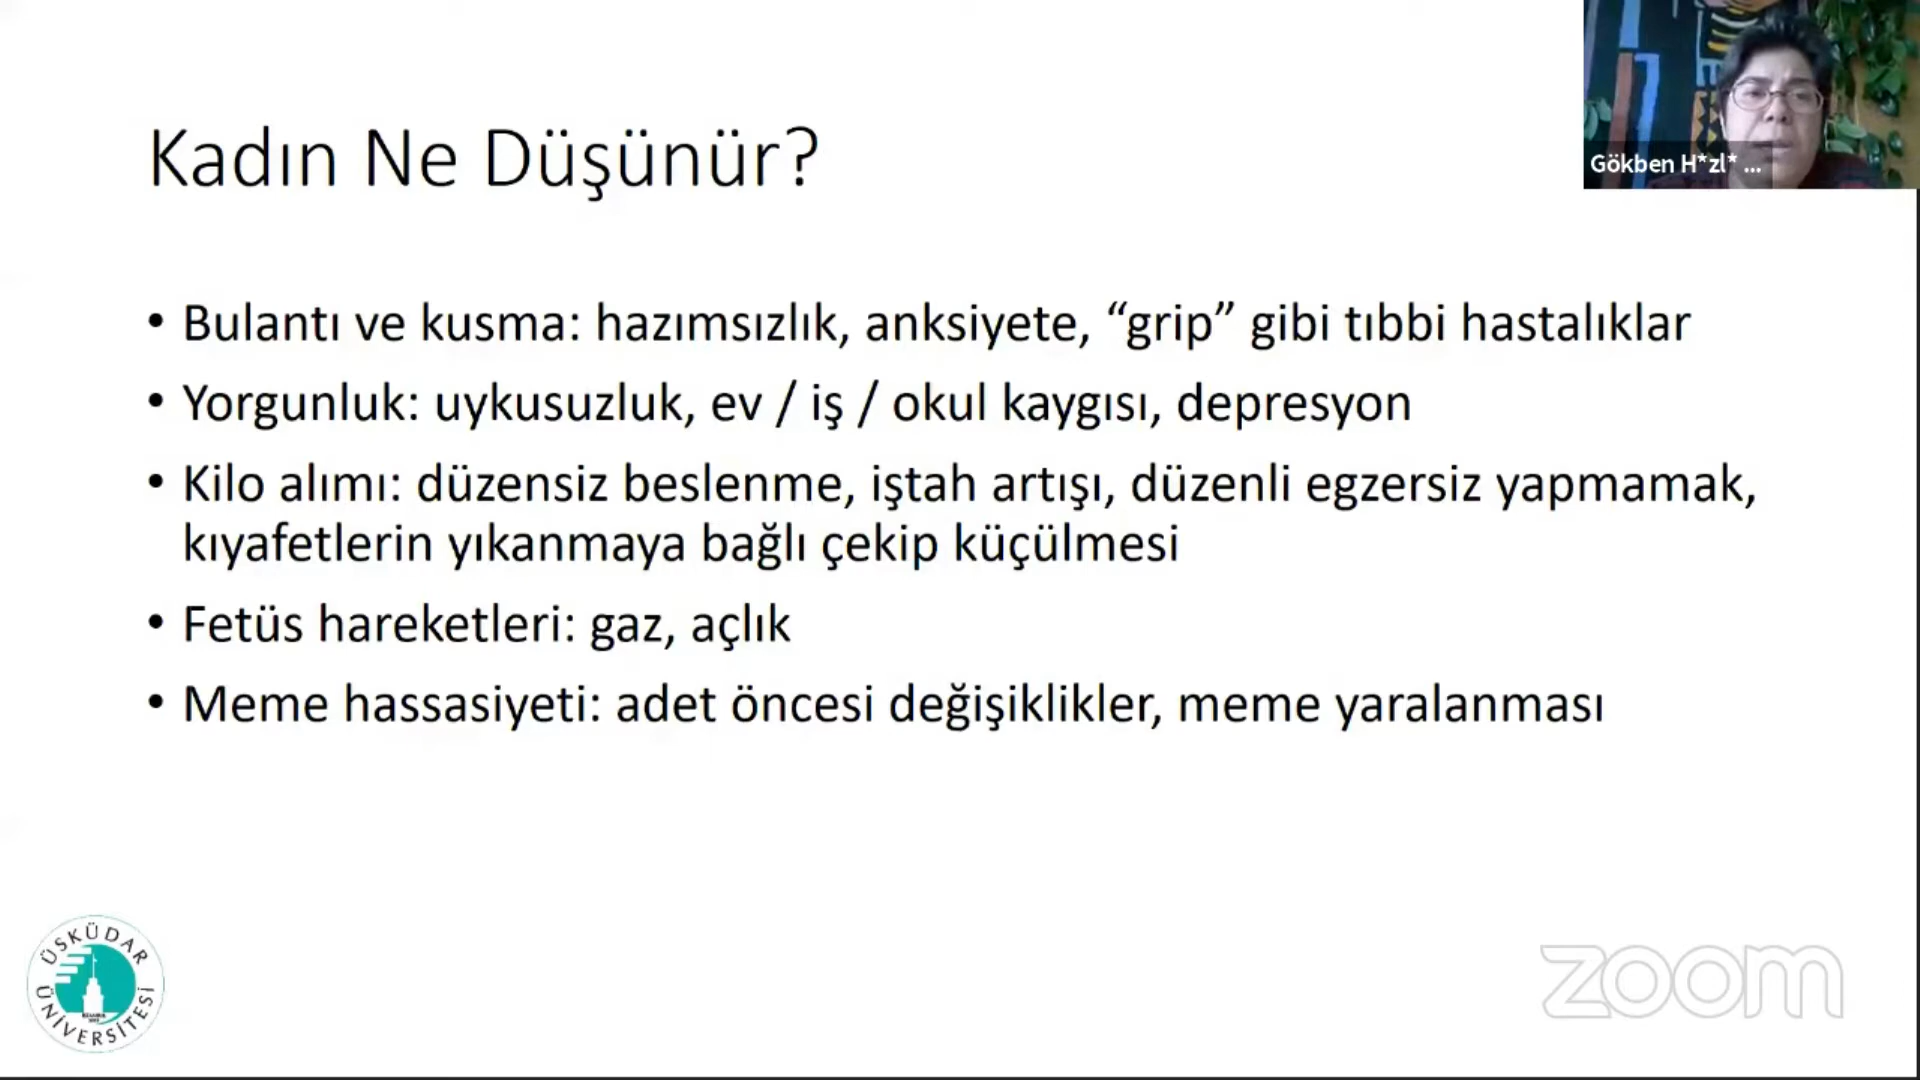 Kadın Ne Düşünür?
Gökben H*zl* ...
• Bulantı ve kusma: hazımsızlık, anksiyete, “grip” gibi tıbbi hastalıklar
• Yorgunluk: uykusuzluk, ev / iş / okul kaygısı, depresyon
• Kilo alımı: düzensiz beslenme, iştah artışı, düzenli egzersiz yapmamak,
kıyafetlerin yıkanmaya bağlı çekip küçülmesi
• Fetüs hareketleri: gaz, açlık
• Meme hassasiyeti: adet öncesi değişiklikler, meme yaralanması
ÜSKÜDAR
ÜNİVERSİTESİ
zoom